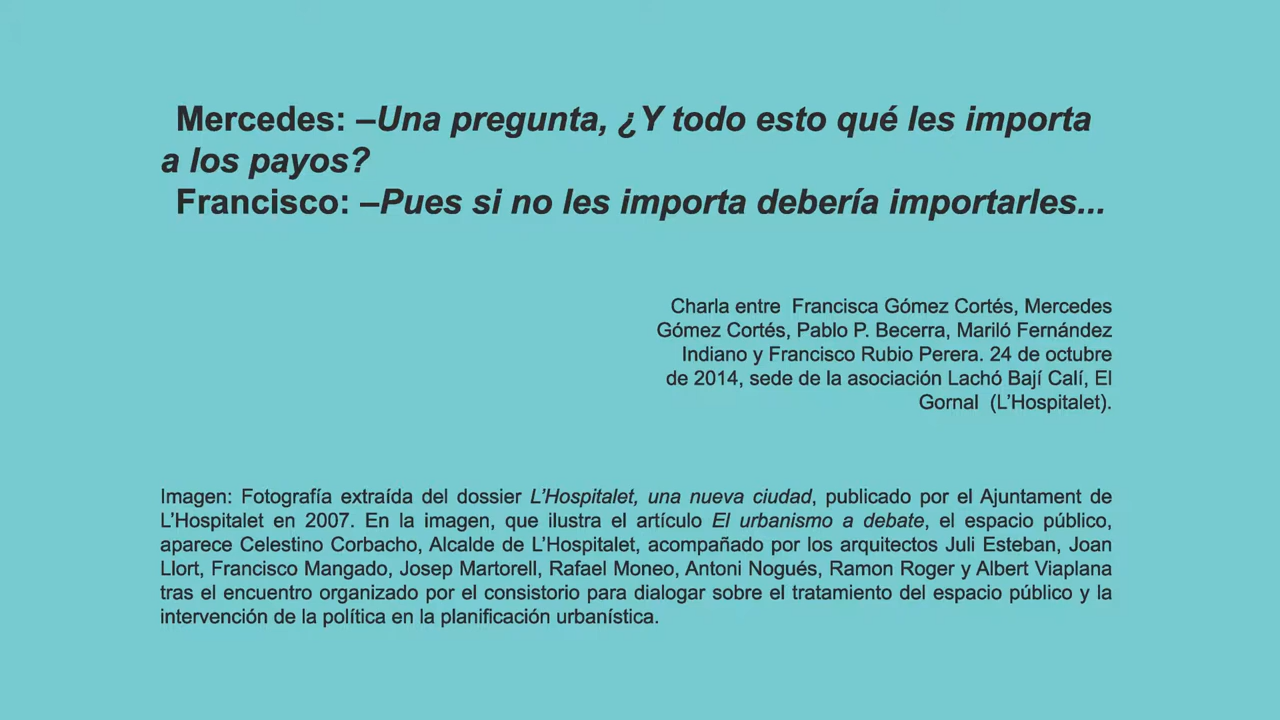 Mercedes: –Una pregunta, ¿Y todo esto qué les importa
a los payos?
Francisco: –Pues si no les importa debería importarles...
Charla entre Francisca Gómez Cortés, Mercedes
Gómez Cortés, Pablo P. Becerra, Mariló Fernández
Indiano y Francisco Rubio Perera. 24 de octubre
de 2014, sede de la asociación Lachó Bají Calí, El
Gornal (L’Hospitalet).
Imagen: Fotografía extraída del dossier L’Hospitalet, una nueva ciudad, publicado por el Ajuntament de
L’Hospitalet en 2007. En la imagen, que ilustra el artículo El urbanismo a debate, el espacio público,
aparece Celestino Corbacho, Alcalde de L’Hospitalet, acompañado por los arquitectos Juli Esteban, Joan
Llort, Francisco Mangado, Josep Martorell, Rafael Moneo, Antoni Nogués, Ramon Roger y Albert Viaplana
tras el encuentro organizado por el consistorio para dialogar sobre el tratamiento del espacio público y la
intervención de la política en la planificación urbanística.